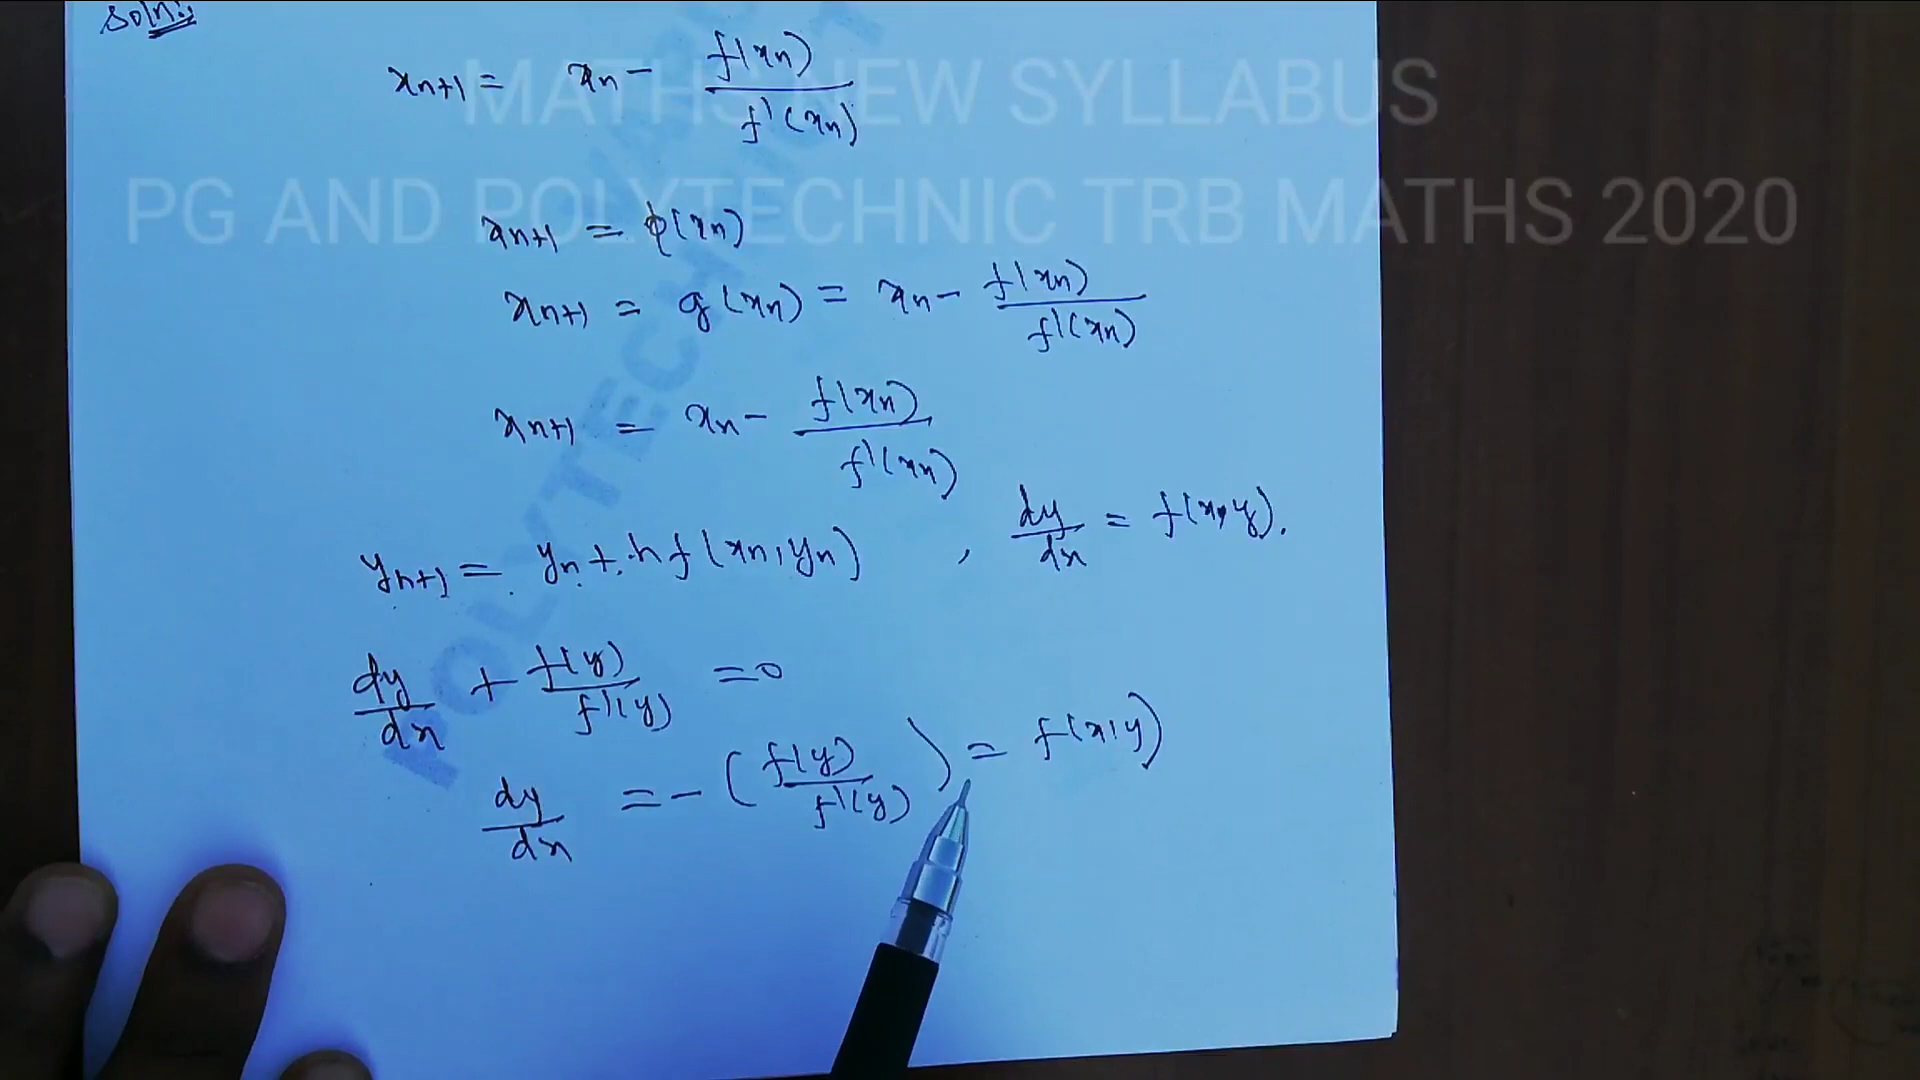 Soln:
xn+1 = xn - f(xn) / f'(xn)
MATHS NEW SYLLABUS
PG AND POLYTECHNIC TRB MATHS 2020
xn+1 = φ(xn)
xn+1 = g(xn) = xn - f(xn) / f'(xn)
xn+1 = xn - f(xn) / f'(xn)
yn+1 = yn + h f(xn, yn) , dy/dx = f(x, y).
dy/dx + f(y) / f'(y) = 0
dy/dx = - ( f(y) / f'(y) ) = f(x, y)
POLYTECHNIC